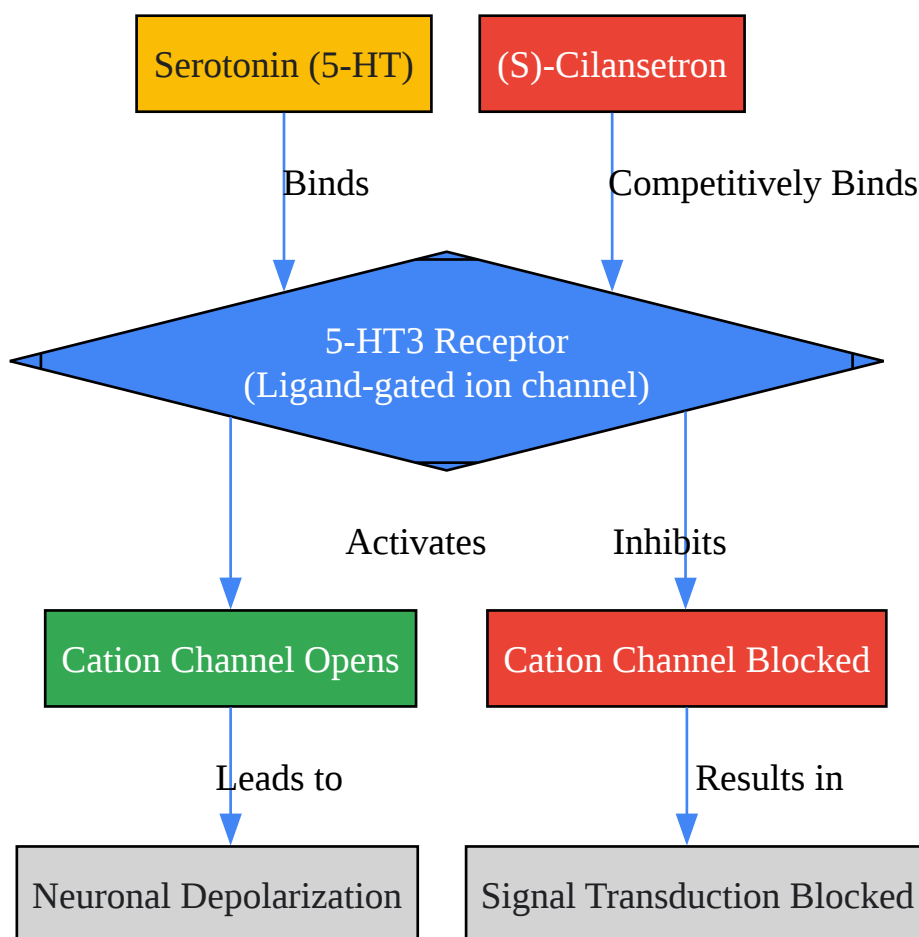 Serotonin (5-HT)
(S)-Cilansetron
Binds
Competitively Binds
5-HT3 Receptor
(Ligand-gated ion channel)
Activates
Inhibits
Cation Channel Opens
Cation Channel Blocked
Leads to
Results in
Neuronal Depolarization
Signal Transduction Blocked